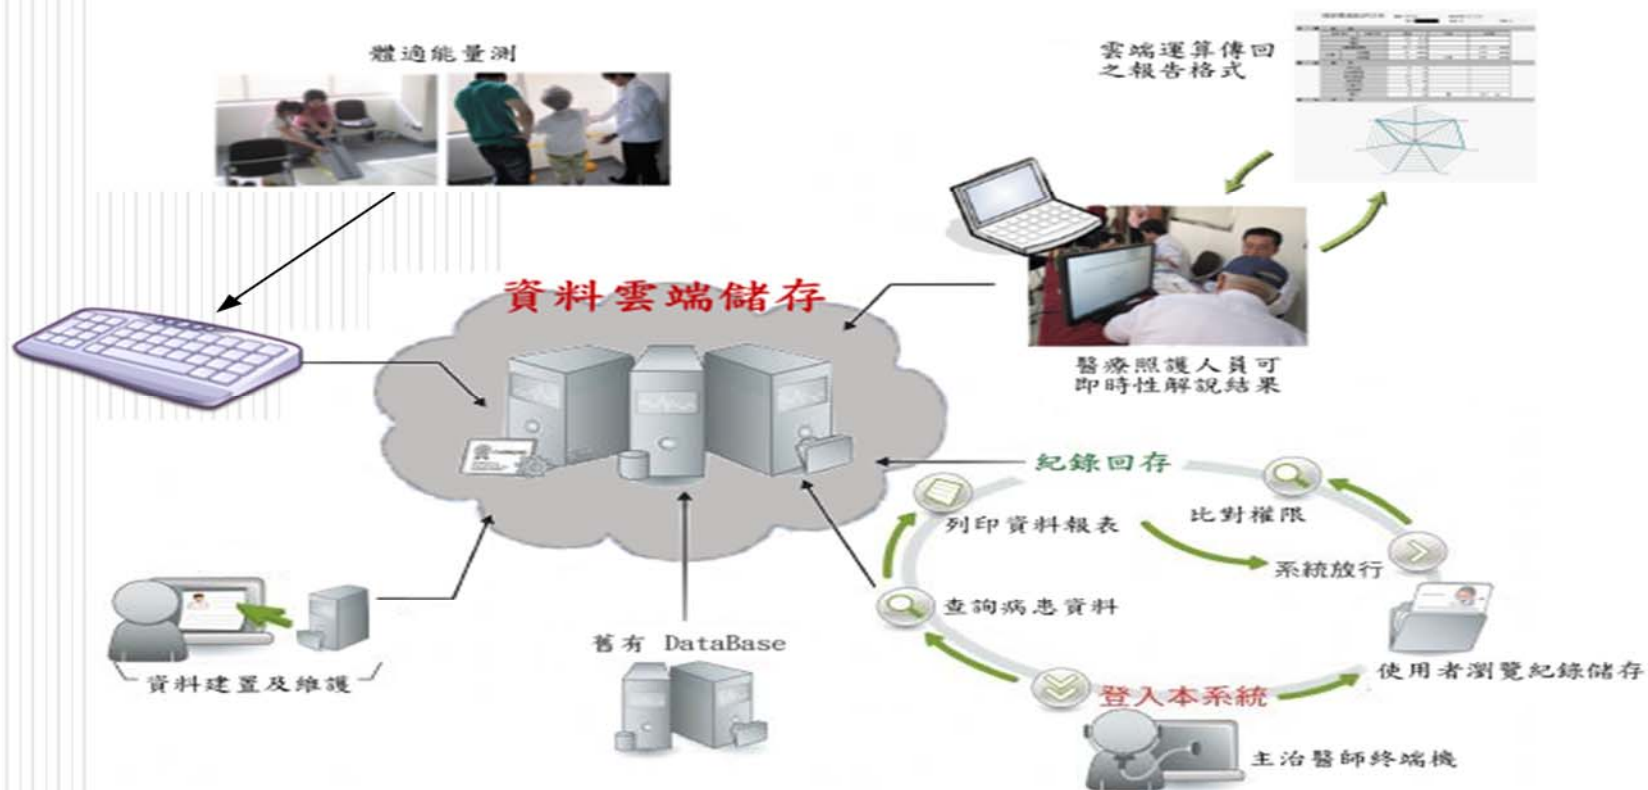 體適能量測
雲端運算傳回
之報告格式
資料雲端儲存
醫療照護人員可
即時性解說結果
紀錄回存
列印資料報表
比對權限
系統放行
查詢病患資料
舊有 DataBase
使用者瀏覽紀錄儲存
資料建置及維護
登入本系統
主治醫師終端機